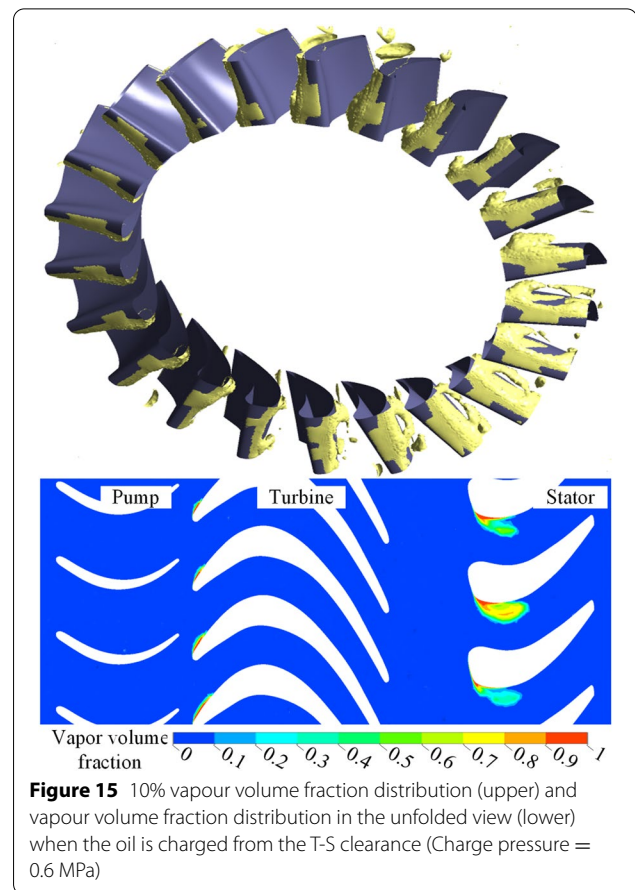 Pump Turbine Stator
Vapor volume
fraction
0 0.1 0.2 0.3 0.4 0.5 0.6 0.7 0.8 0.9 1
Figure 15 10% vapour volume fraction distribution (upper) and
vapour volume fraction distribution in the unfolded view (lower)
when the oil is charged from the T-S clearance (Charge pressure =
0.6 MPa)